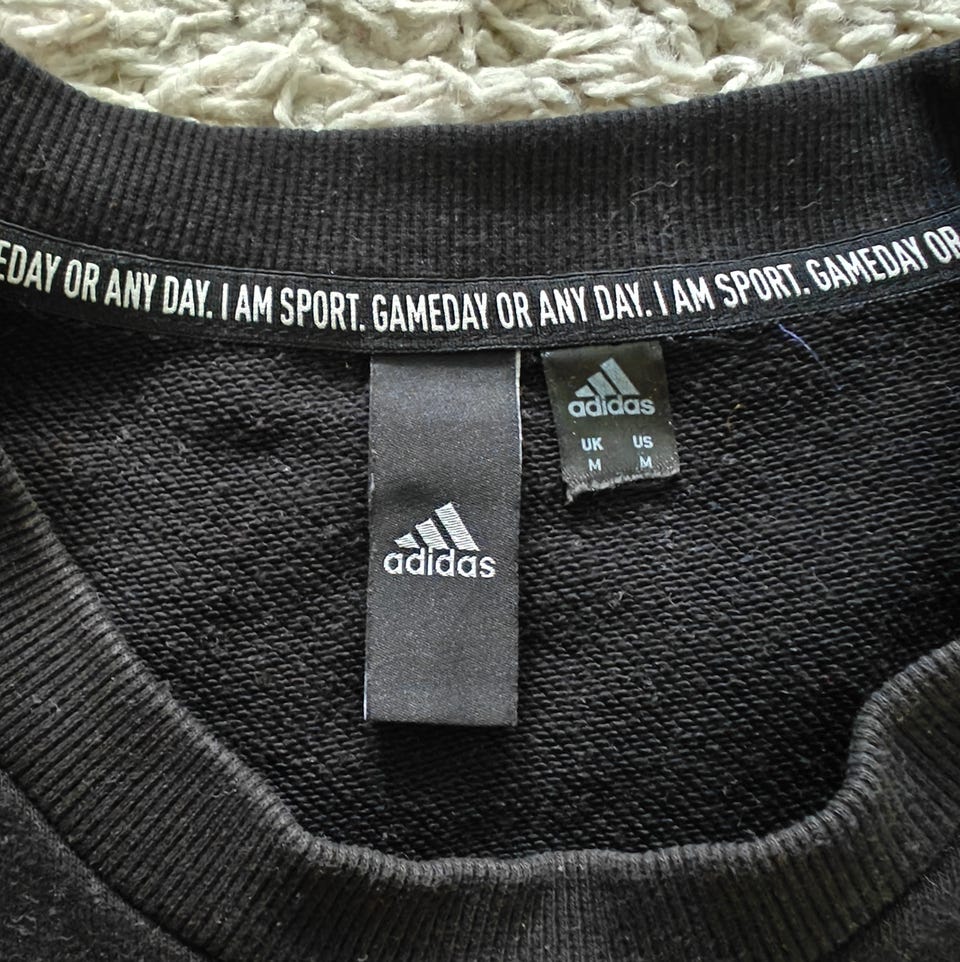 EDAY OR ANY DAY. I AM SPORT. GAMEDAY OR ANY DAY. I AM SPORT. GAMEDAY OR
adidas
adidas
UK US
M M